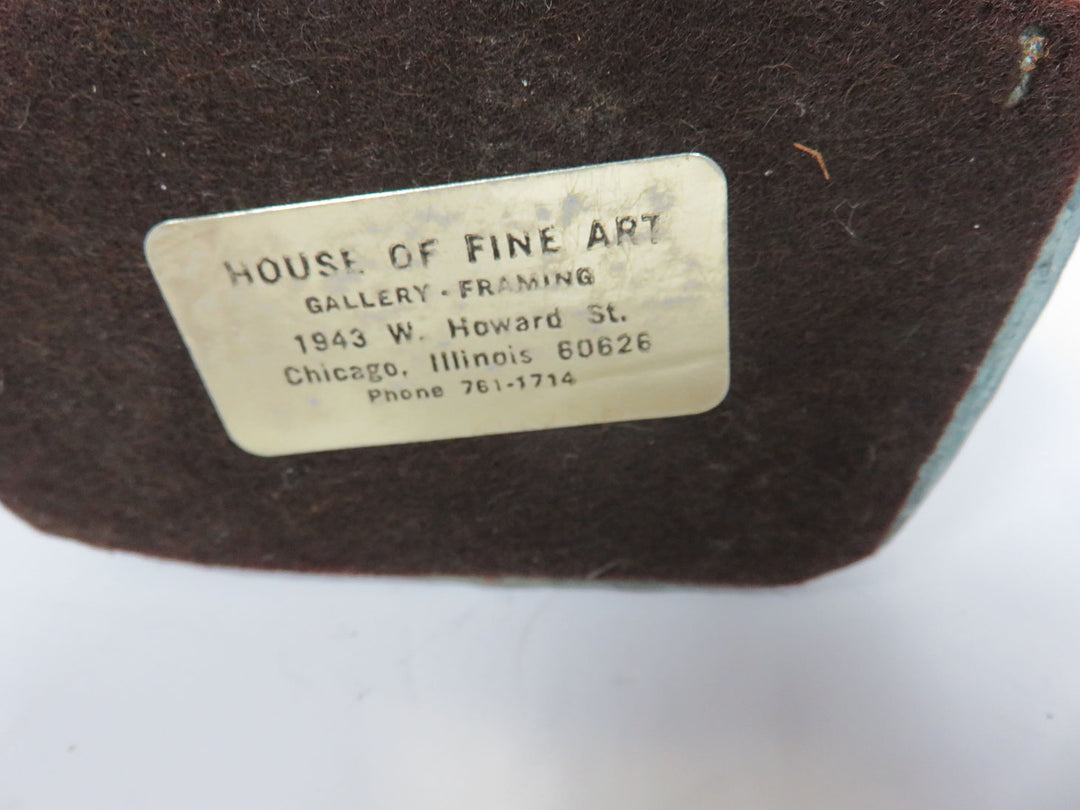 HOUSE OF FINE ART
GALLERY - FRAMING
1943 W. Howard St.
Chicago, Illinois 60626
Phone 761-1714